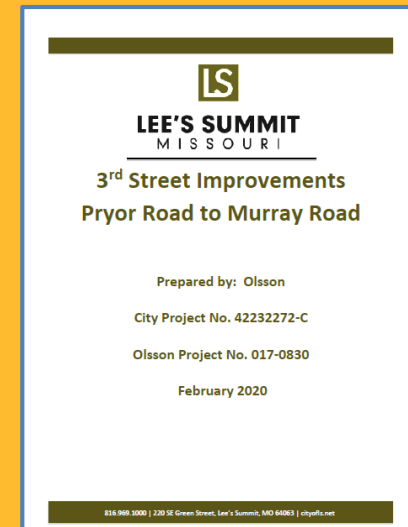 LS
LEE'S SUMMIT
MISSOURI
3rd Street Improvements
Pryor Road to Murray Road
Prepared by: Olsson
City Project No. 42232272-C
Olsson Project No. 017-0830
February 2020
816.969.1000 | 220 SE Green Street, Lee's Summit, MO 64063 | cityofls.net